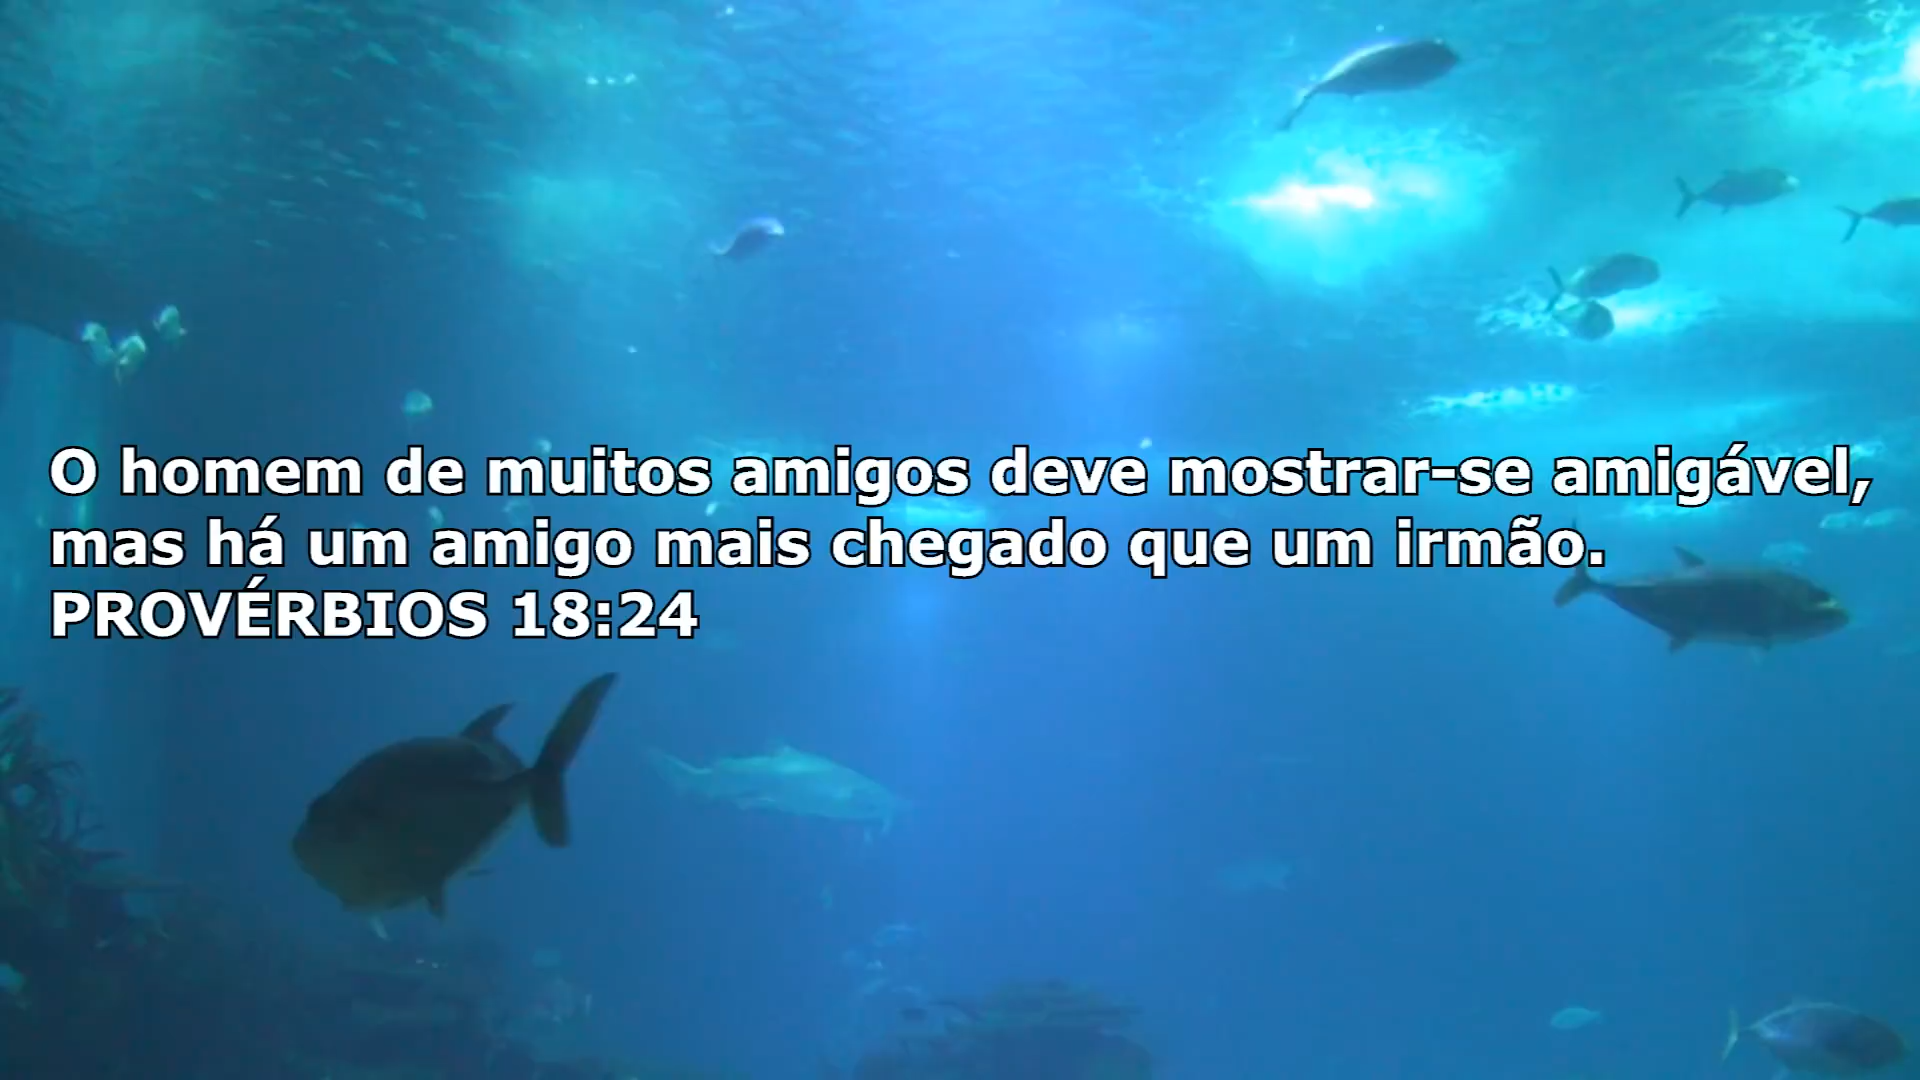 O homem de muitos amigos deve mostrar-se amigável,
mas há um amigo mais chegado que um irmão.
PROVÉRBIOS 18:24